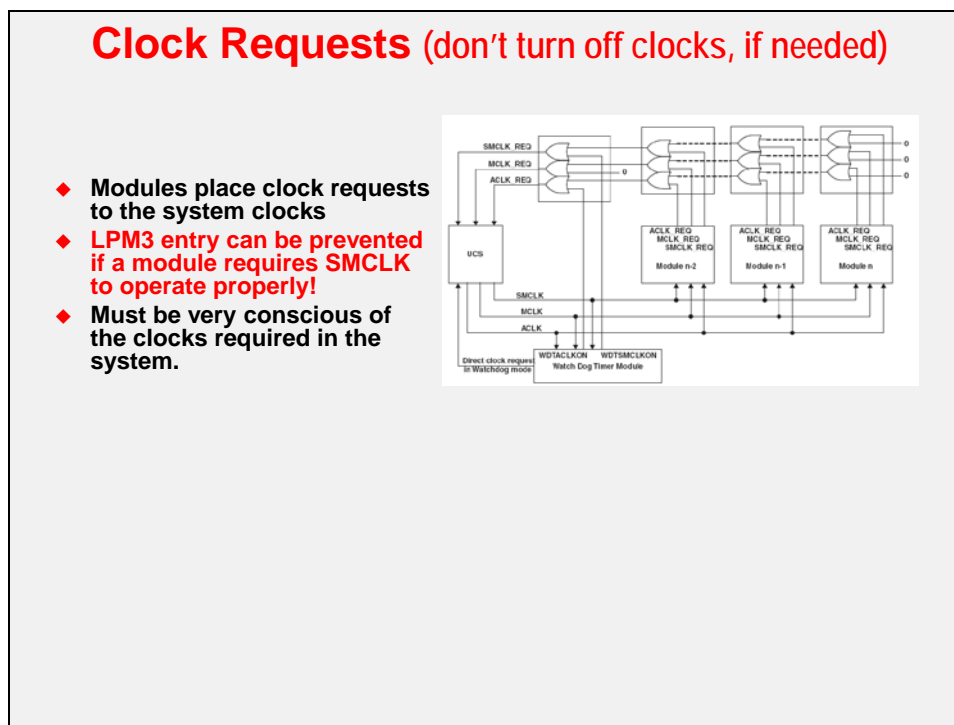 Clock Requests (don't turn off clocks, if needed)
◆ Modules place clock requests
to the system clocks
◆ LPM3 entry can be prevented
if a module requires SMCLK
to operate properly!
◆ Must be very conscious of
the clocks required in the
system.
SMCLK_REQ
MCLK_REQ
ACLK_REQ
0
0
0
0
UCS
ACLK_REQ
MCLK_REQ
SMCLK_REQ
Module n-2
ACLK_REQ
MCLK_REQ
SMCLK_REQ
Module n-1
ACLK_REQ
MCLK_REQ
SMCLK_REQ
Module n
SMCLK
MCLK
ACLK
Direct clock request
in Watchdog mode
WDTACLKON WDTSMCLKON
Watch Dog Timer Module